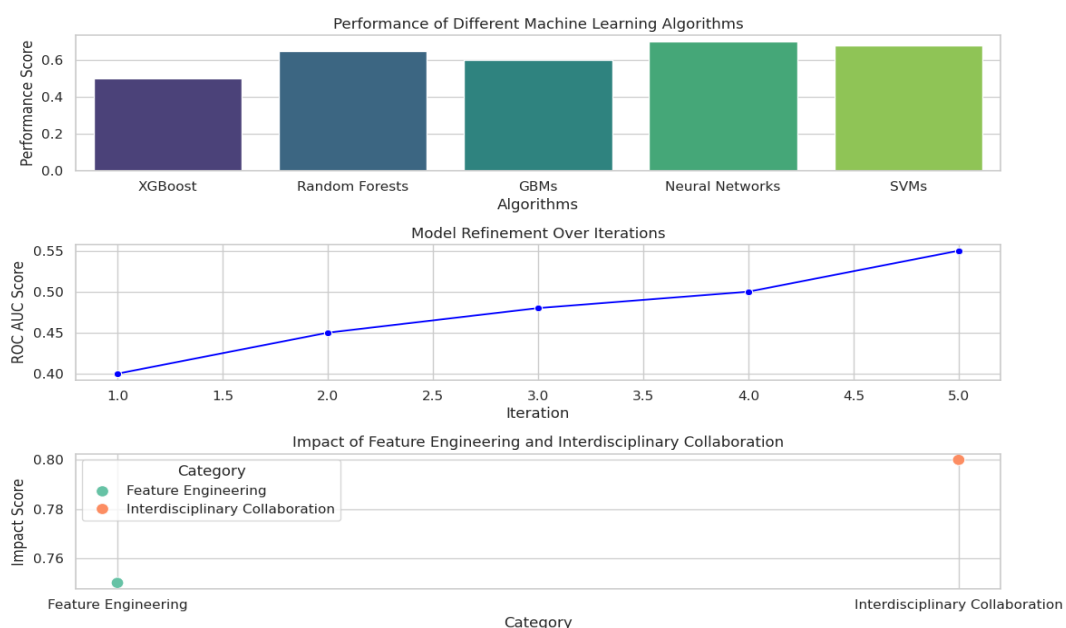 Performance of Different Machine Learning Algorithms
Performance Score
0.6
0.4
0.2
0.0
XGBoost Random Forests GBMs Neural Networks SVMs
Algorithms
Model Refinement Over Iterations
ROC AUC Score
0.55
0.50
0.45
0.40
1.0 1.5 2.0 2.5 3.0 3.5 4.0 4.5 5.0
Iteration
Impact of Feature Engineering and Interdisciplinary Collaboration
Impact Score
0.80
0.78
0.76
Category
Feature Engineering
Interdisciplinary Collaboration
Feature Engineering Interdisciplinary Collaboration
Category